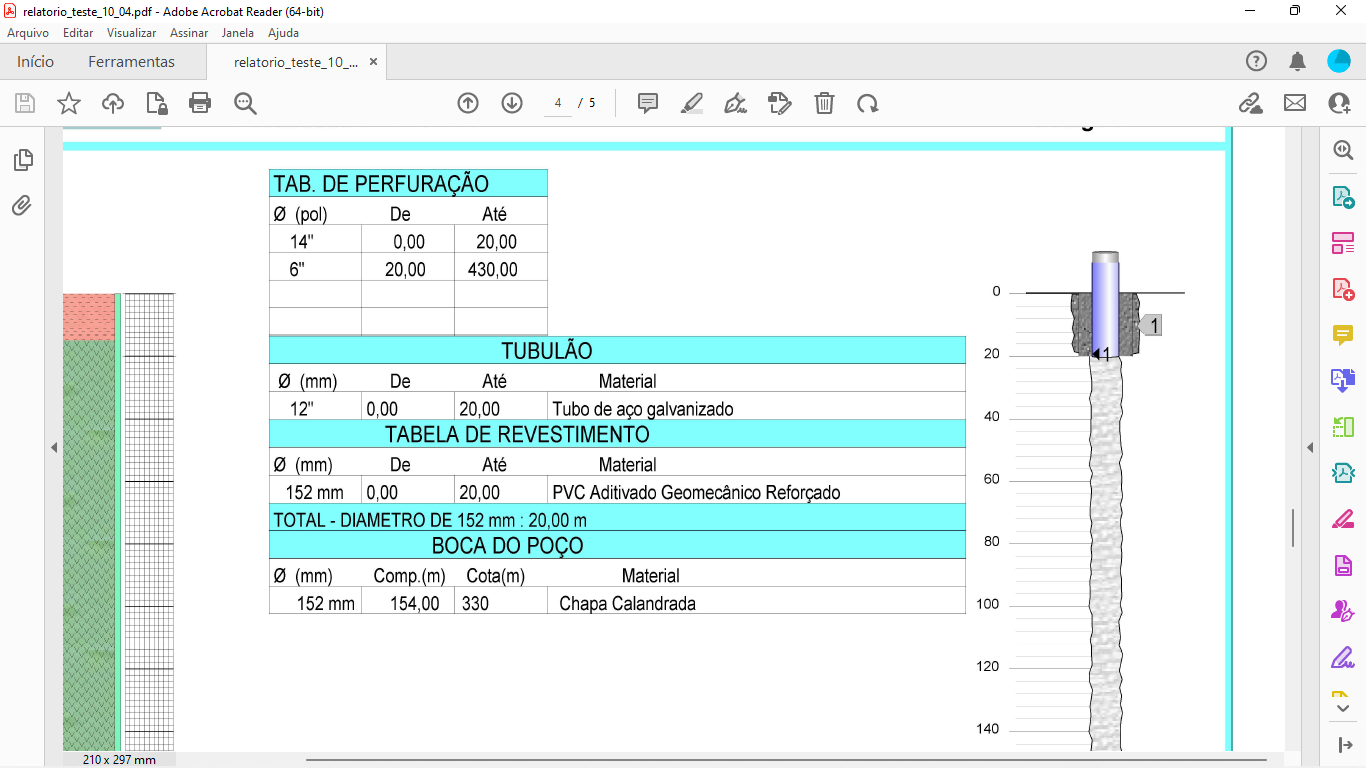 relatorio_teste_10_04.pdf - Adobe Acrobat Reader (64-bit)
Arquivo Editar Visualizar Assinar Janela Ajuda
Início Ferramentas relatorio_teste_10_...
4 / 5
TAB. DE PERFURAÇÃO
Ø (pol) De Até
14" 0,00 20,00
6" 20,00 430,00
TUBULÃO
Ø (mm) De Até Material
12" 0,00 20,00 Tubo de aço galvanizado
TABELA DE REVESTIMENTO
Ø (mm) De Até Material
152 mm 0,00 20,00 PVC Aditivado Geomecânico Reforçado
TOTAL - DIAMETRO DE 152 mm : 20,00 m
BOCA DO POÇO
Ø (mm) Comp.(m) Cota(m) Material
152 mm 154,00 330 Chapa Calandrada
0
1
20
1
40
60
80
100
120
140
210 x 297 mm